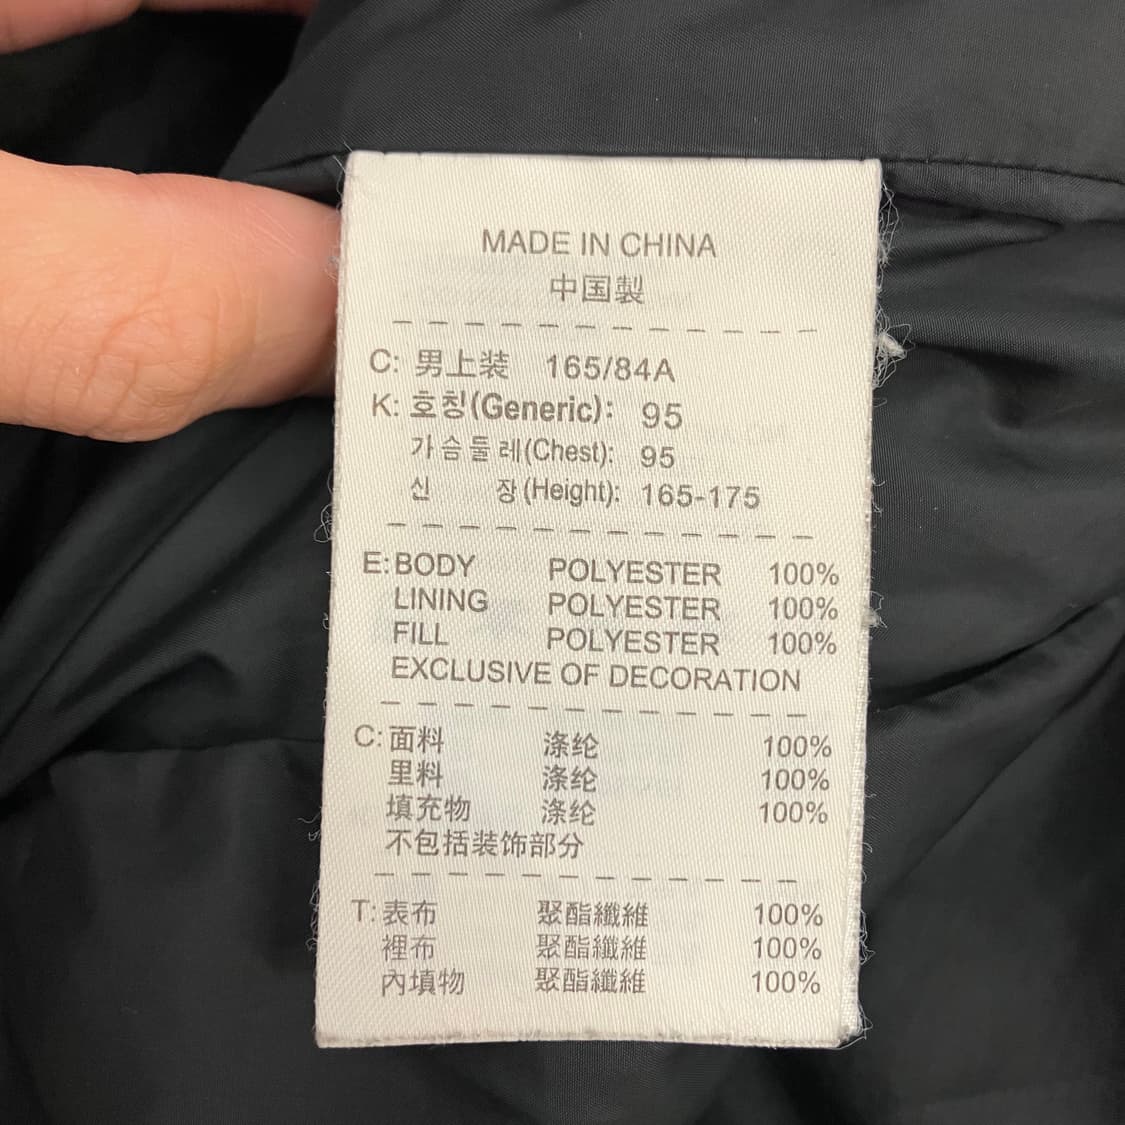 MADE IN CHINA
中国製
C: 男上装 165/84A
K: 호칭(Generic): 95
가슴둘레(Chest): 95
신 장(Height): 165-175
E: BODY POLYESTER 100%
LINING POLYESTER 100%
FILL POLYESTER 100%
EXCLUSIVE OF DECORATION
C: 面料 涤纶 100%
里料 涤纶 100%
填充物 涤纶 100%
不包括装饰部分
T: 表布 聚酯纖維 100%
裡布 聚酯纖維 100%
內填物 聚酯纖維 100%